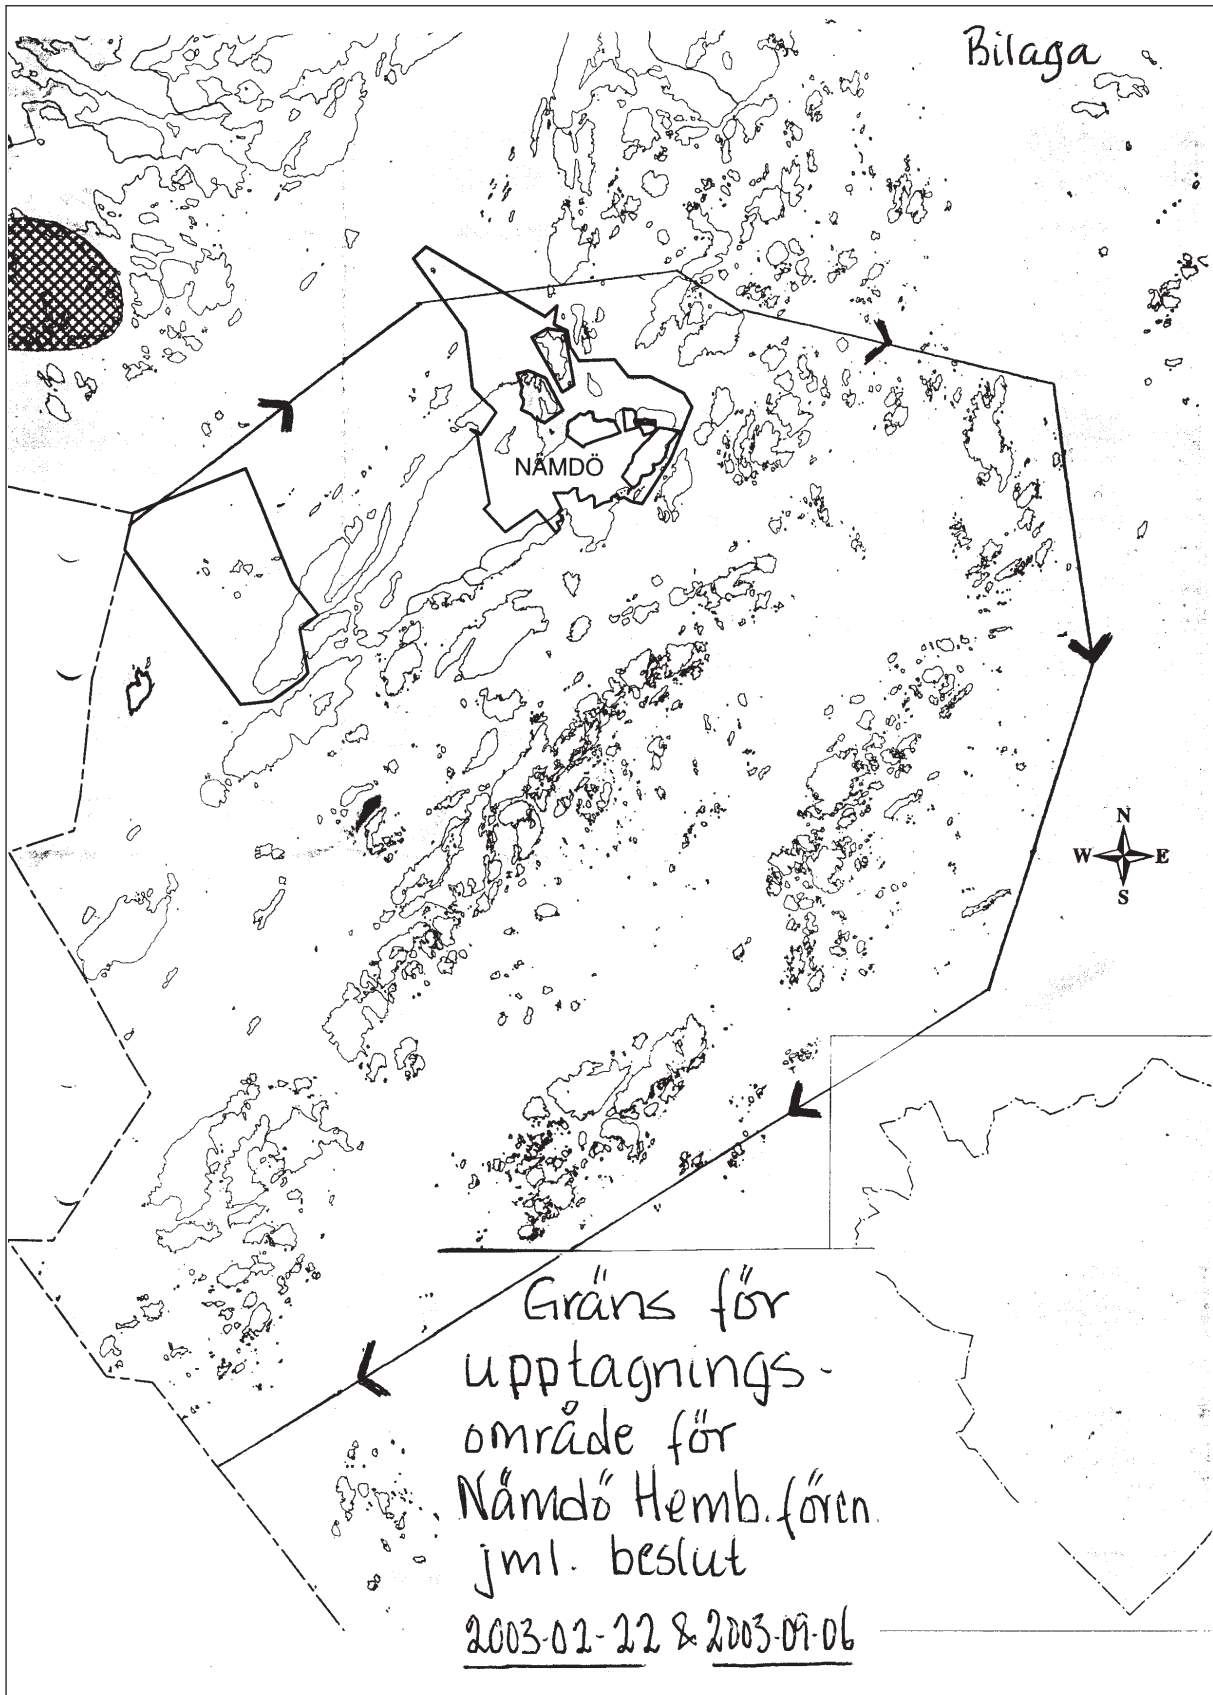 Bilaga
NÄMDÖ
N
W E
S
Gräns för
upptagnings-
område för
Nämdö Hemb. fören.
jml. beslut
2003-02-22 & 2003-09-06